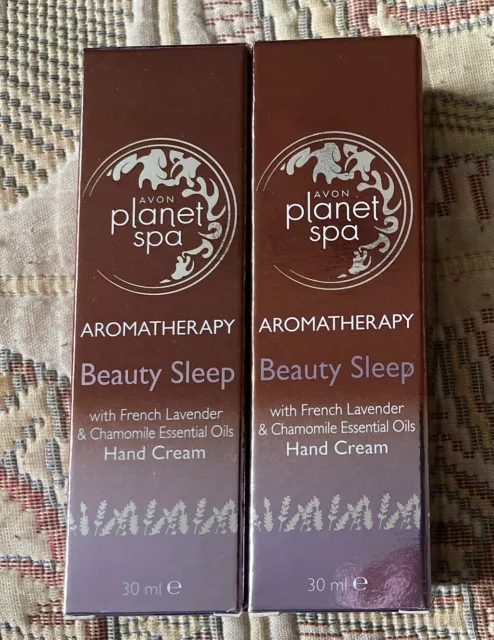 AVON
planet
spa
AROMATHERAPY
Beauty Sleep
with French Lavender
& Chamomile Essential Oils
Hand Cream
30 ml ℮
AVON
planet
spa
AROMATHERAPY
Beauty Sleep
with French Lavender
& Chamomile Essential Oils
Hand Cream
30 ml ℮